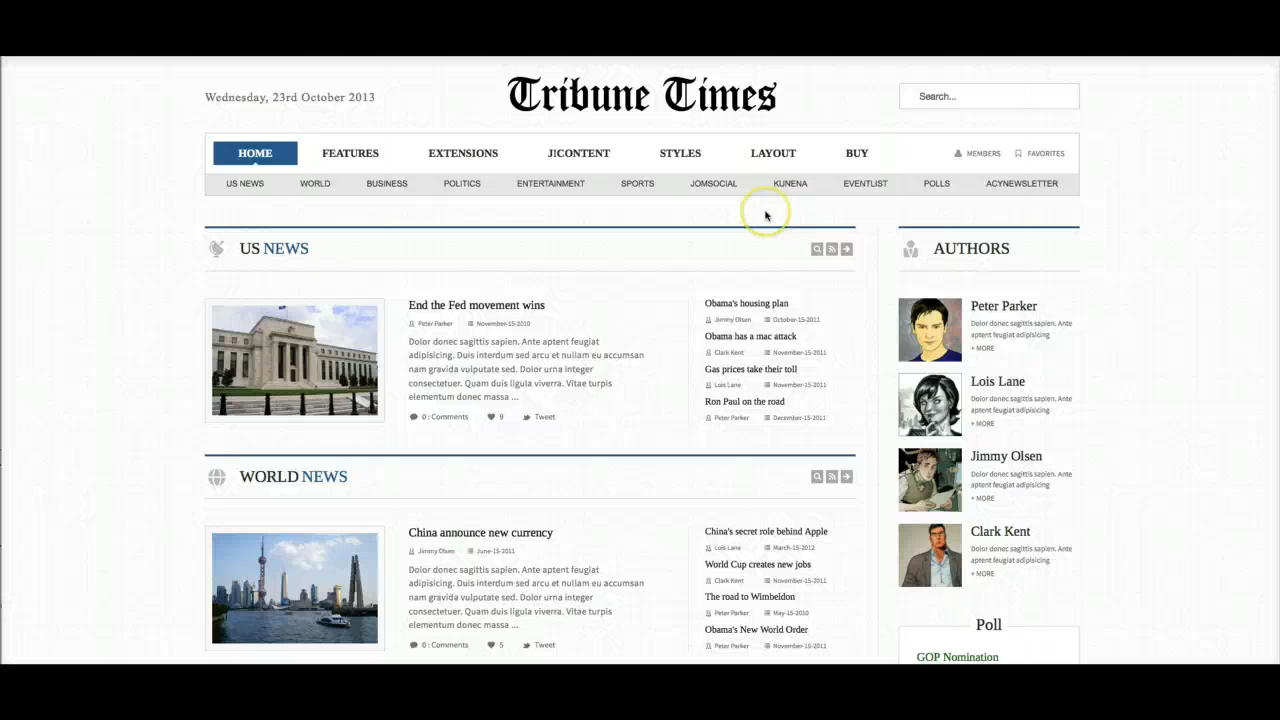 Wednesday, 23rd October 2013
Tribune Times
Search...
HOME FEATURES EXTENSIONS J!CONTENT STYLES LAYOUT BUY MEMBERS FAVORITES
US NEWS WORLD BUSINESS POLITICS ENTERTAINMENT SPORTS JOMSOCIAL KUNENA EVENTLIST POLLS ACYNEWSLETTER
US NEWS
End the Fed movement wins
Peter Parker November-15-2010
Dolor donec sagittis sapien. Ante aptent feugiat
adipisicing. Duis interdum sed arcu et nullam eu accumsan
nam gravida vulputate sed. Dolor urna integer
consectetuer. Quam duis ligula viverra. Vitae turpis
elementum donec massa ...
0 : Comments 9 Tweet
Obama's housing plan
Jimmy Olsen October-15-2011
Obama has a mac attack
Clark Kent November-15-2011
Gas prices take their toll
Lois Lane November-15-2011
Ron Paul on the road
Peter Parker December-15-2011
WORLD NEWS
China announce new currency
Jimmy Olsen June-15-2011
Dolor donec sagittis sapien. Ante aptent feugiat
adipisicing. Duis interdum sed arcu et nullam eu accumsan
nam gravida vulputate sed. Dolor urna integer
consectetuer. Quam duis ligula viverra. Vitae turpis
elementum donec massa ...
0 : Comments 5 Tweet
China's secret role behind Apple
Lois Lane March-15-2012
World Cup creates new jobs
Clark Kent November-15-2011
The road to Wimbeldon
Peter Parker May-15-2010
Obama's New World Order
Peter Parker November-15-2011
AUTHORS
Peter Parker
Dolor donec sagittis sapien. Ante
aptent feugiat adipisicing
+ MORE
Lois Lane
Dolor donec sagittis sapien. Ante
aptent feugiat adipisicing
+ MORE
Jimmy Olsen
Dolor donec sagittis sapien. Ante
aptent feugiat adipisicing
+ MORE
Clark Kent
Dolor donec sagittis sapien. Ante
aptent feugiat adipisicing
+ MORE
Poll
GOP Nomination